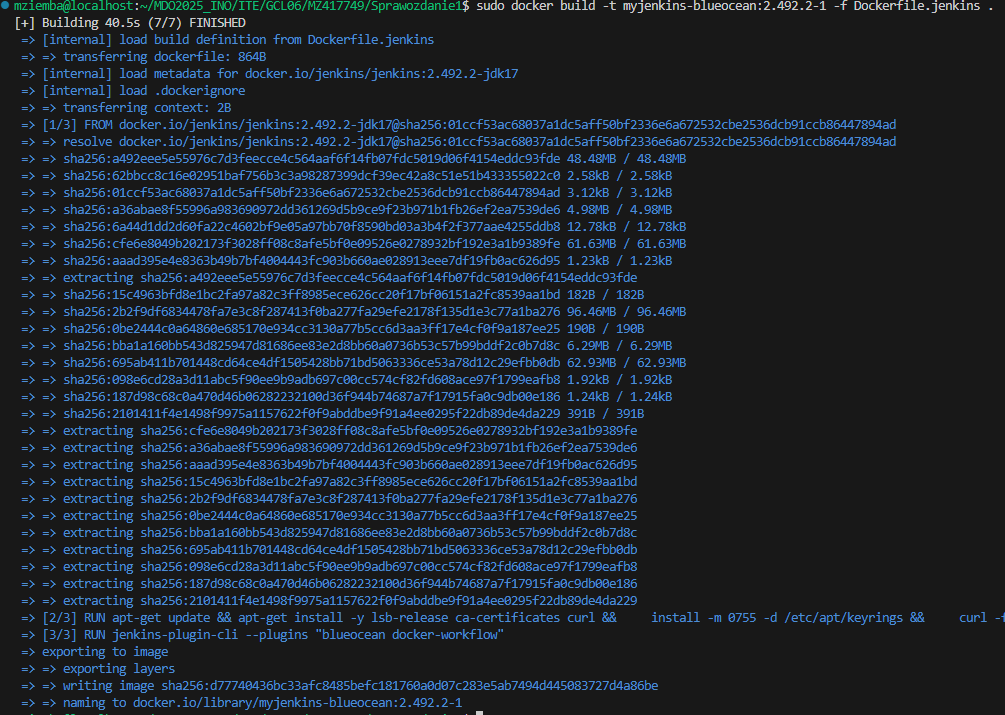 mziemba@localhost:~/MDO2025_INO/ITE/GCL06/MZ417749/Sprawozdanie1$ sudo docker build -t myjenkins-blueocean:2.492.2-1 -f Dockerfile.jenkins .
[+] Building 40.5s (7/7) FINISHED
=> [internal] load build definition from Dockerfile.jenkins
=> => transferring dockerfile: 864B
=> [internal] load metadata for docker.io/jenkins/jenkins:2.492.2-jdk17
=> [internal] load .dockerignore
=> => transferring context: 2B
=> [1/3] FROM docker.io/jenkins/jenkins:2.492.2-jdk17@sha256:01ccf53ac68037a1dc5aff50bf2336e6a672532cbe2536dcb91ccb86447894ad
=> => resolve docker.io/jenkins/jenkins:2.492.2-jdk17@sha256:01ccf53ac68037a1dc5aff50bf2336e6a672532cbe2536dcb91ccb86447894ad
=> => sha256:a492eee5e55976c7d3feecce4c564aaf6f14fb07fdc5019d06f4154eddc93fde 48.48MB / 48.48MB
=> => sha256:62bbcc8c16e02951baf756b3c3a98287399dcf39ec42a8c51e51b433355022c0 2.58kB / 2.58kB
=> => sha256:01ccf53ac68037a1dc5aff50bf2336e6a672532cbe2536dcb91ccb86447894ad 3.12kB / 3.12kB
=> => sha256:a36abae8f55996a983690972dd361269d5b9ce9f23b971b1fb26ef2ea7539de6 4.98MB / 4.98MB
=> => sha256:6a44d1dd2d60fa22c4602bf9e05a97bb70f8590bd03a3b4f2f377aae4255ddb8 12.78kB / 12.78kB
=> => sha256:cfe6e8049b202173f3028ff08c8afe5bf0e09526e0278932bf192e3a1b9389fe 61.63MB / 61.63MB
=> => sha256:aaad395e4e8363b49b7bf4004443fc903b660ae028913eee7df19fb0ac626d95 1.23kB / 1.23kB
=> => extracting sha256:a492eee5e55976c7d3feecce4c564aaf6f14fb07fdc5019d06f4154eddc93fde
=> => sha256:15c4963bfd8e1bc2fa97a82c3ff8985ece626cc20f17bf06151a2fc8539aa1bd 182B / 182B
=> => sha256:2b2f9df6834478fa7e3c8f287413f0ba277fa29efe2178f135d1e3c77a1ba276 96.46MB / 96.46MB
=> => sha256:0be2444c0a64860e685170e934cc3130a77b5cc6d3aa3ff17e4cf0f9a187ee25 190B / 190B
=> => sha256:bba1a160bb543d825947d81686ee83e2d8bb60a0736b53c57b99bddf2c0b7d8c 6.29MB / 6.29MB
=> => sha256:695ab411b701448cd64ce4df1505428bb71bd5063336ce53a78d12c29efbb0db 62.93MB / 62.93MB
=> => sha256:098e6cd28a3d11abc5f90ee9b9adb697c00cc574cf82fd608ace97f1799eafb8 1.92kB / 1.92kB
=> => sha256:187d98c68c0a470d46b06282232100d36f944b74687a7f17915fa0c9db00e186 1.24kB / 1.24kB
=> => sha256:2101411f4e1498f9975a1157622f0f9abddbe9f91a4ee0295f22db89de4da229 391B / 391B
=> => extracting sha256:cfe6e8049b202173f3028ff08c8afe5bf0e09526e0278932bf192e3a1b9389fe
=> => extracting sha256:a36abae8f55996a983690972dd361269d5b9ce9f23b971b1fb26ef2ea7539de6
=> => extracting sha256:aaad395e4e8363b49b7bf4004443fc903b660ae028913eee7df19fb0ac626d95
=> => extracting sha256:15c4963bfd8e1bc2fa97a82c3ff8985ece626cc20f17bf06151a2fc8539aa1bd
=> => extracting sha256:2b2f9df6834478fa7e3c8f287413f0ba277fa29efe2178f135d1e3c77a1ba276
=> => extracting sha256:0be2444c0a64860e685170e934cc3130a77b5cc6d3aa3ff17e4cf0f9a187ee25
=> => extracting sha256:bba1a160bb543d825947d81686ee83e2d8bb60a0736b53c57b99bddf2c0b7d8c
=> => extracting sha256:695ab411b701448cd64ce4df1505428bb71bd5063336ce53a78d12c29efbb0db
=> => extracting sha256:098e6cd28a3d11abc5f90ee9b9adb697c00cc574cf82fd608ace97f1799eafb8
=> => extracting sha256:187d98c68c0a470d46b06282232100d36f944b74687a7f17915fa0c9db00e186
=> => extracting sha256:2101411f4e1498f9975a1157622f0f9abddbe9f91a4ee0295f22db89de4da229
=> [2/3] RUN apt-get update && apt-get install -y lsb-release ca-certificates curl && install -m 0755 -d /etc/apt/keyrings && curl
=> [3/3] RUN jenkins-plugin-cli --plugins "blueocean docker-workflow"
=> exporting to image
=> => exporting layers
=> => writing image sha256:d77740436bc33afc8485befc181760a0d07c283e5ab7494d445083727d4a86be
=> => naming to docker.io/library/myjenkins-blueocean:2.492.2-1